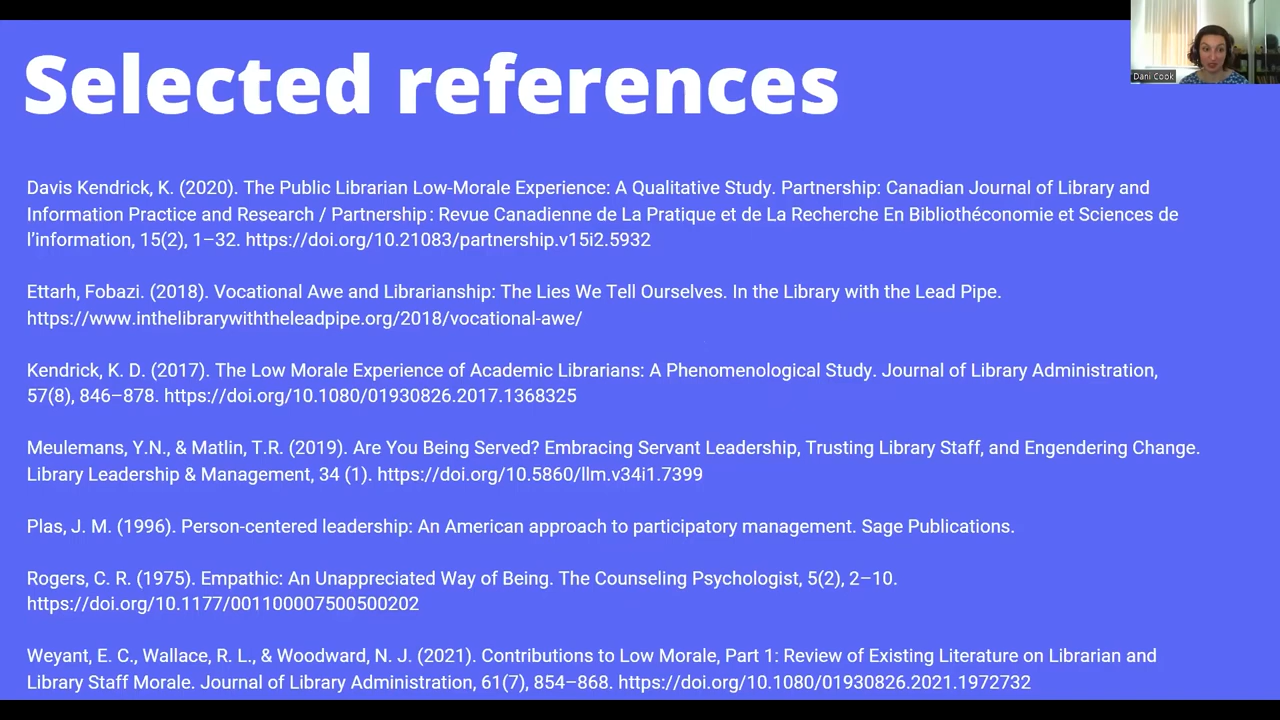 Selected references
Dani Cook
Davis Kendrick, K. (2020). The Public Librarian Low-Morale Experience: A Qualitative Study. Partnership: Canadian Journal of Library and
Information Practice and Research / Partnership : Revue Canadienne de La Pratique et de La Recherche En Bibliothéconomie et Sciences de
l’information, 15(2), 1–32. https://doi.org/10.21083/partnership.v15i2.5932
Ettarh, Fobazi. (2018). Vocational Awe and Librarianship: The Lies We Tell Ourselves. In the Library with the Lead Pipe.
https://www.inthelibrarywiththeleadpipe.org/2018/vocational-awe/
Kendrick, K. D. (2017). The Low Morale Experience of Academic Librarians: A Phenomenological Study. Journal of Library Administration,
57(8), 846–878. https://doi.org/10.1080/01930826.2017.1368325
Meulemans, Y.N., & Matlin, T.R. (2019). Are You Being Served? Embracing Servant Leadership, Trusting Library Staff, and Engendering Change.
Library Leadership & Management, 34 (1). https://doi.org/10.5860/llm.v34i1.7399
Plas, J. M. (1996). Person-centered leadership: An American approach to participatory management. Sage Publications.
Rogers, C. R. (1975). Empathic: An Unappreciated Way of Being. The Counseling Psychologist, 5(2), 2–10.
https://doi.org/10.1177/001100007500500202
Weyant, E. C., Wallace, R. L., & Woodward, N. J. (2021). Contributions to Low Morale, Part 1: Review of Existing Literature on Librarian and
Library Staff Morale. Journal of Library Administration, 61(7), 854–868. https://doi.org/10.1080/01930826.2021.1972732